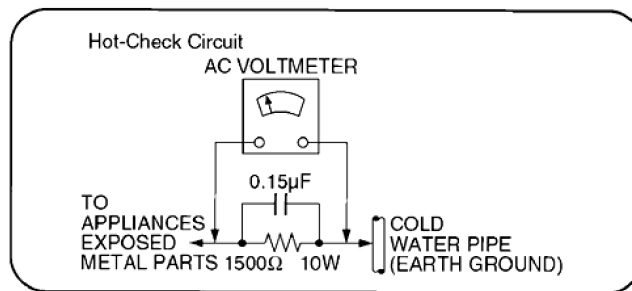 Hot-Check Circuit
AC VOLTMETER
0.15µF
TO
APPLIANCES
EXPOSED
METAL PARTS
1500Ω 10W
COLD
WATER PIPE
(EARTH GROUND)